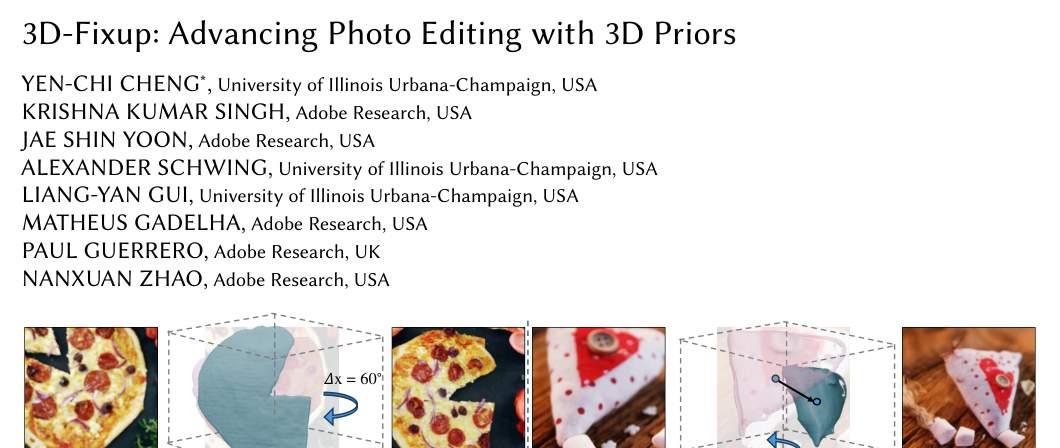 3D-Fixup: Advancing Photo Editing with 3D Priors
YEN-CHI CHENG*, University of Illinois Urbana-Champaign, USA
KRISHNA KUMAR SINGH, Adobe Research, USA
JAE SHIN YOON, Adobe Research, USA
ALEXANDER SCHWING, University of Illinois Urbana-Champaign, USA
LIANG-YAN GUI, University of Illinois Urbana-Champaign, USA
MATHEUS GADELHA, Adobe Research, USA
PAUL GUERRERO, Adobe Research, UK
NANXUAN ZHAO, Adobe Research, USA
Δx = 60°